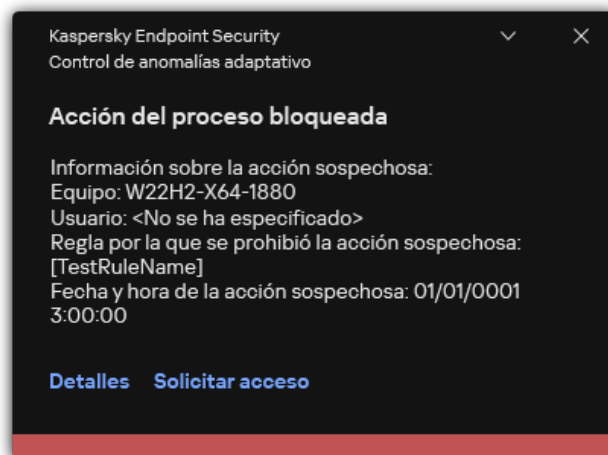 Kaspersky Endpoint Security
Control de anomalías adaptativo
Acción del proceso bloqueada
Información sobre la acción sospechosa:
Equipo: W22H2-X64-1880
Usuario: <No se ha especificado>
Regla por la que se prohibió la acción sospechosa:
[TestRuleName]
Fecha y hora de la acción sospechosa: 01/01/0001
3:00:00
Detalles Solicitar acceso